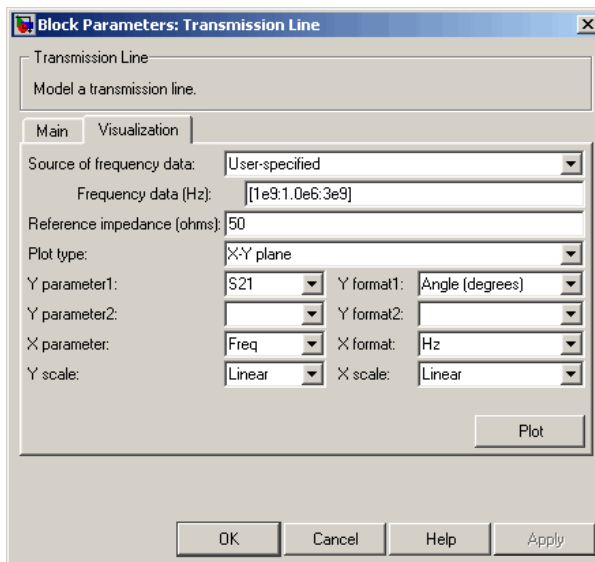 Block Parameters: Transmission Line
Transmission Line
Model a transmission line.
Main Visualization
Source of frequency data: User-specified
Frequency data (Hz): [1e9:1.0e6:3e9]
Reference impedance (ohms): 50
Plot type: X-Y plane
Y parameter1: S21 Y format1: Angle (degrees)
Y parameter2: Y format2:
X parameter: Freq X format: Hz
Y scale: Linear X scale: Linear
Plot
OK Cancel Help Apply